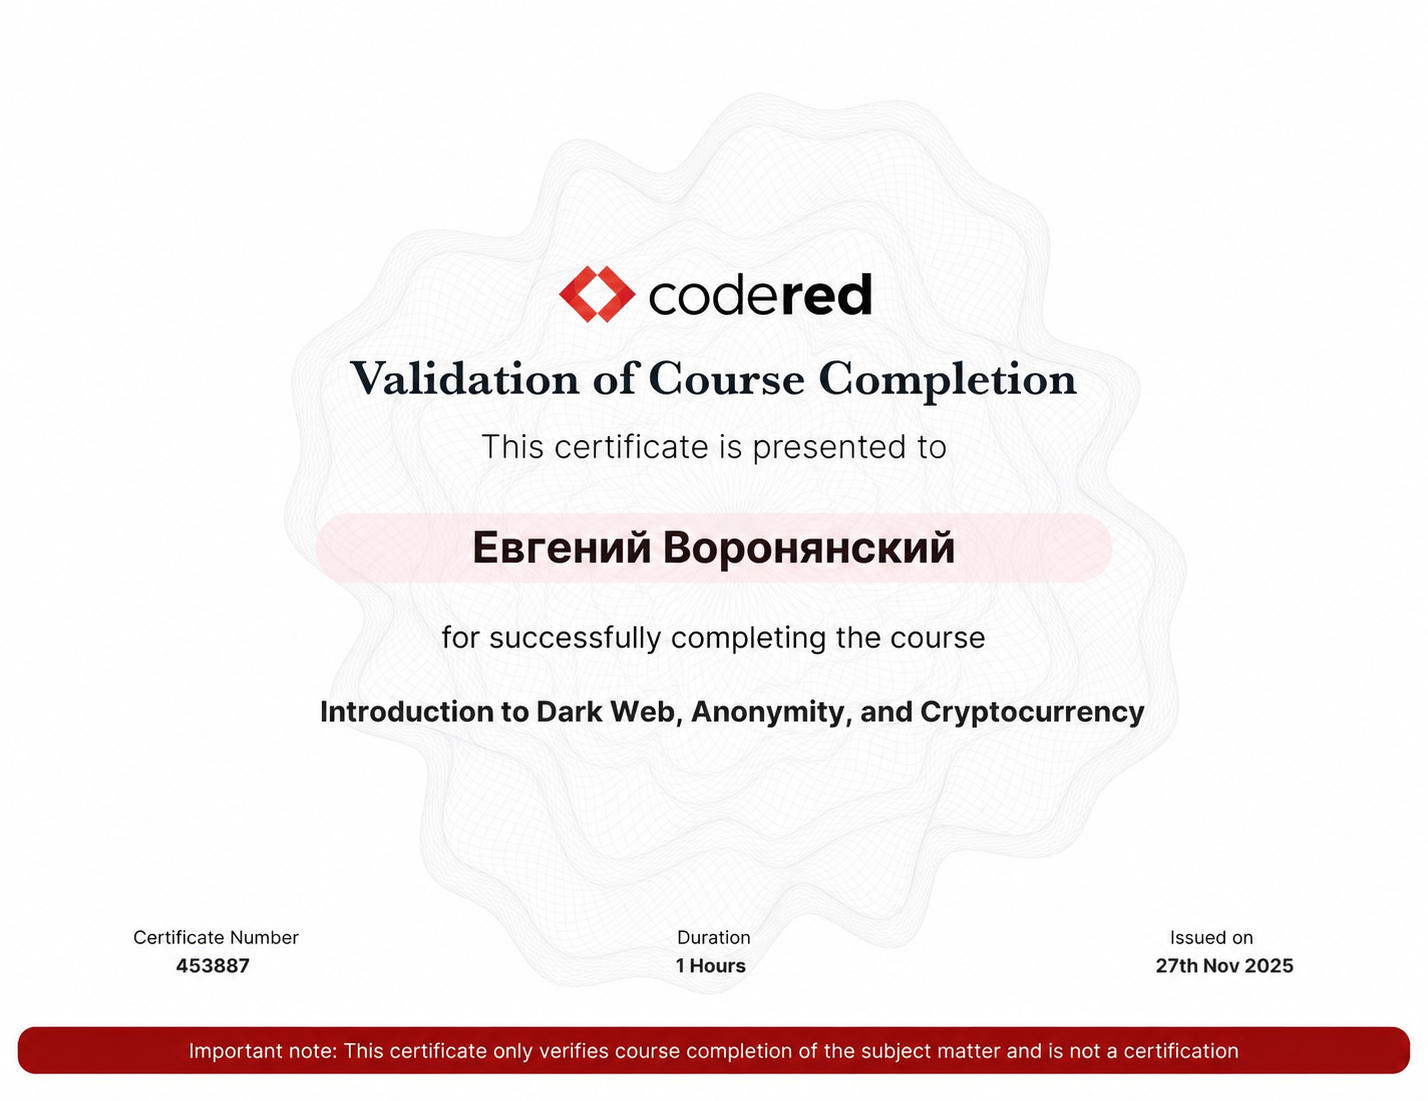 codered
Validation of Course Completion
This certificate is presented to
Евгений Воронянский
for successfully completing the course
Introduction to Dark Web, Anonymity, and Cryptocurrency
Certificate Number
453887
Duration
1 Hours
Issued on
27th Nov 2025
Important note: This certificate only verifies course completion of the subject matter and is not a certification